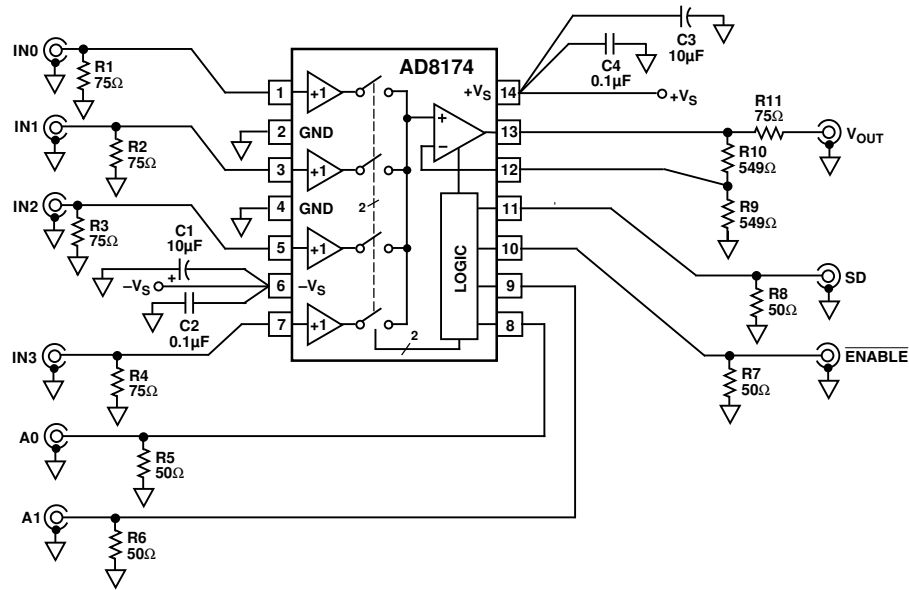 IN0
R1
75Ω
IN1
R2
75Ω
IN2
R3
75Ω
C1
10µF
+
–VS
C2
0.1µF
IN3
R4
75Ω
A0
R5
50Ω
A1
R6
50Ω
AD8174
1
+1
2
GND
3
+1
4
GND
2
5
+1
6
–VS
7
+1
2
+
–
LOGIC
+VS
14
13
12
11
10
9
8
C3
10µF
C4
0.1µF
+VS
R11
75Ω
VOUT
R10
549Ω
R9
549Ω
SD
R8
50Ω
ENABLE
R7
50Ω